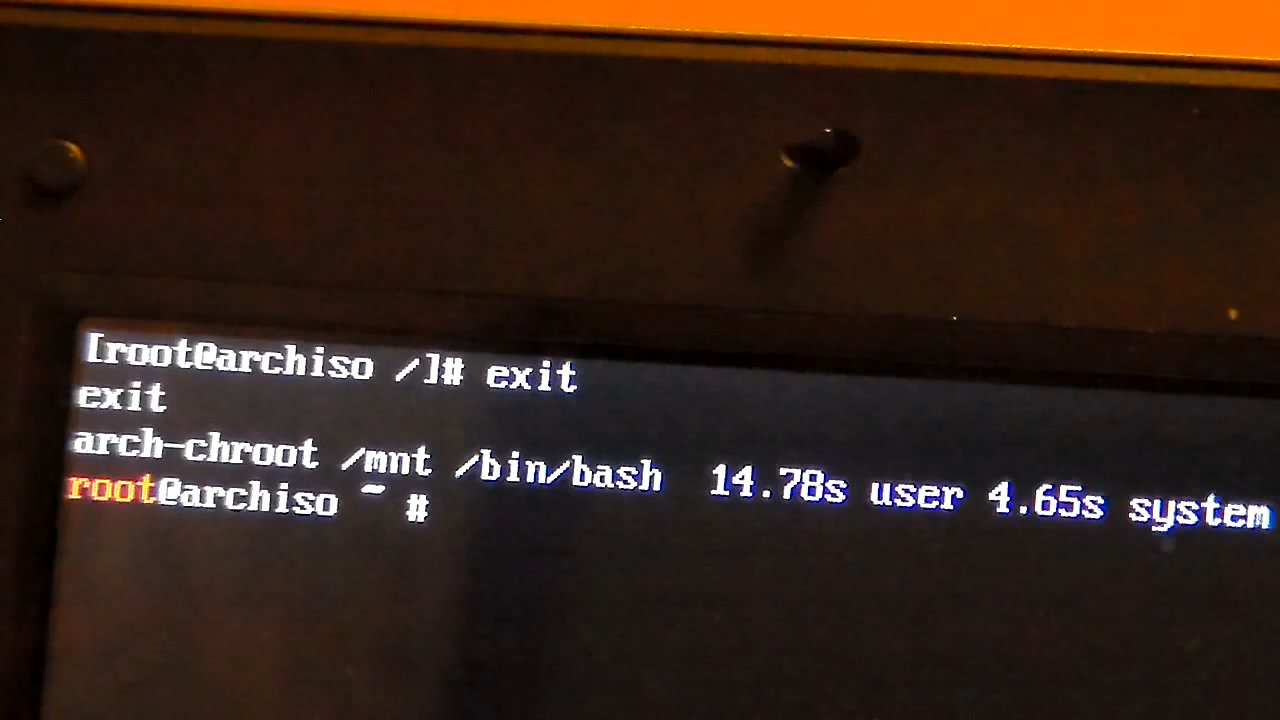 [root@archiso /]# exit
exit
arch-chroot /mnt /bin/bash  14.78s user 4.65s system
root@archiso ~ #